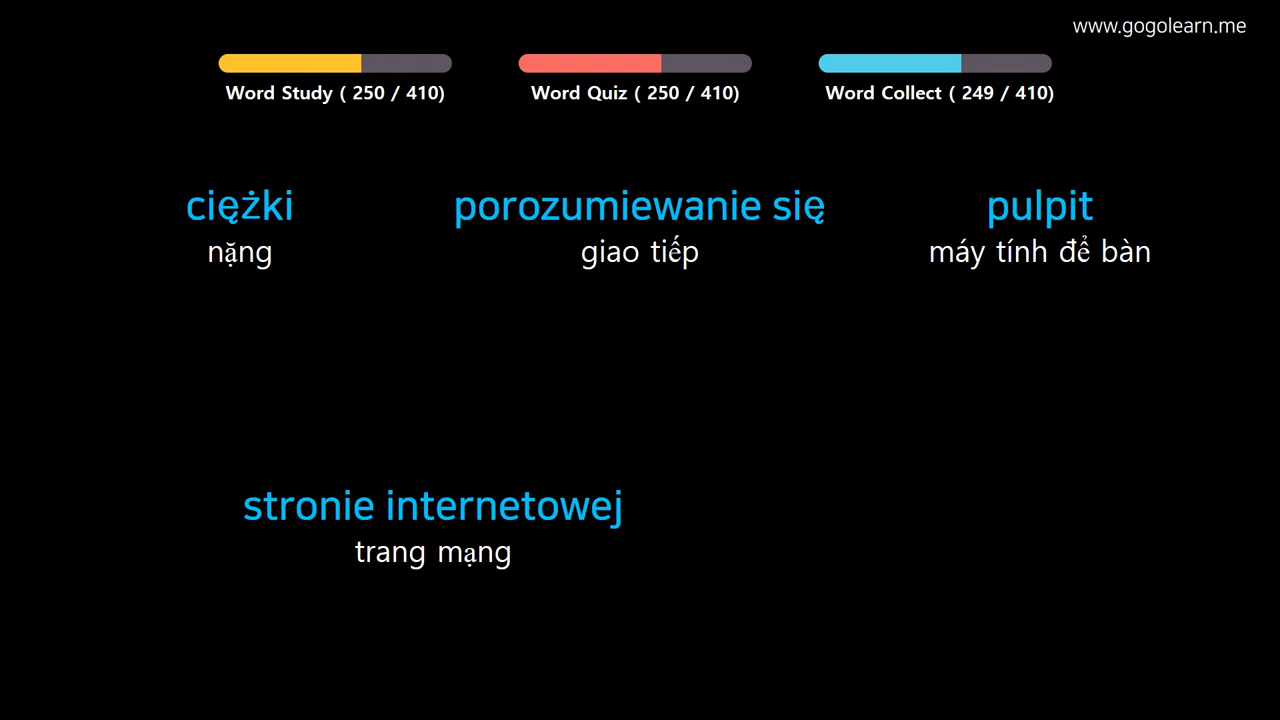 www.gogolearn.me
Word Study ( 250 / 410)
Word Quiz ( 250 / 410)
Word Collect ( 249 / 410)
ciężki
nặng
porozumiewanie się
giao tiếp
pulpit
máy tính để bàn
stronie internetowej
trang mạng